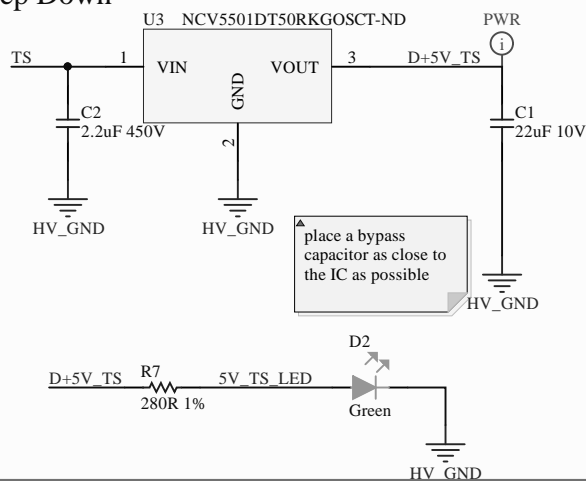 ep Down
U3 NCV5501DT50RKGOSCT-ND
PWR
i
TS
1
VIN
VOUT
3
D+5V_TS
GND
2
C2
2.2uF 450V
C1
22uF 10V
HV_GND
HV_GND
place a bypass
capacitor as close to
the IC as possible
HV_GND
D2
D+5V_TS
R7
5V_TS_LED
280R 1%
Green
HV_GND